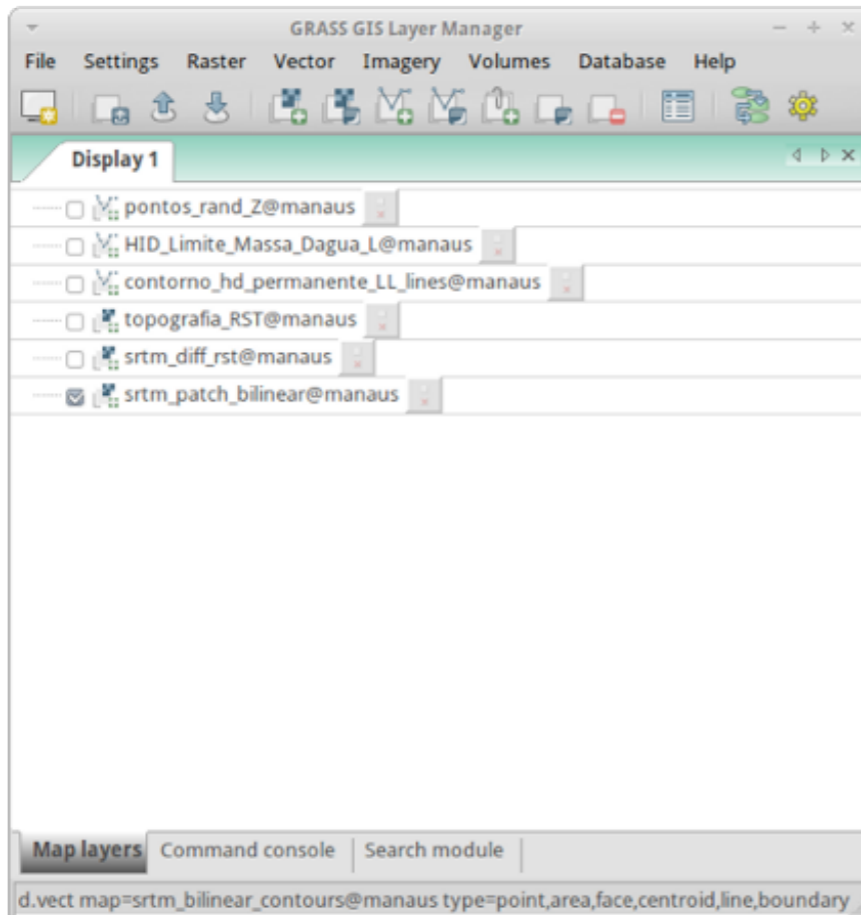 GRASS GIS Layer Manager
File Settings Raster Vector Imagery Volumes Database Help
Display 1
pontos_rand_Z@manaus
HID_Limite_Massa_Dagua_L@manaus
contorno_hd_permanente_LL_lines@manaus
topografia_RST@manaus
srtm_diff_rst@manaus
srtm_patch_bilinear@manaus
Map layers Command console Search module
d.vect map=srtm_bilinear_contours@manaus type=point,area,face,centroid,line,boundary